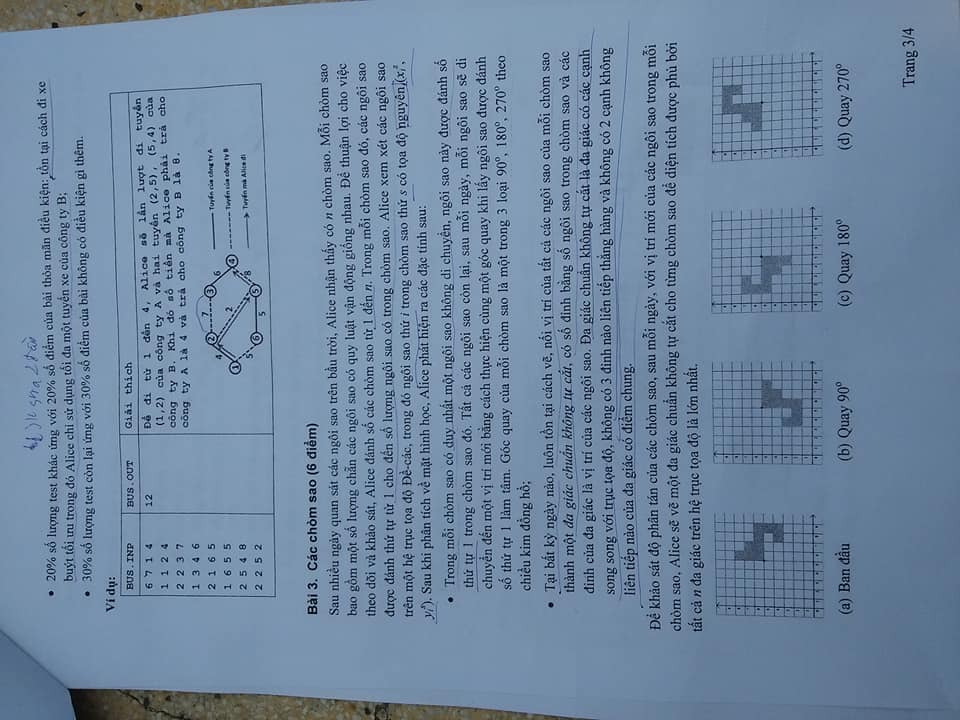 • 20% số lượng test khác ứng với 20% số điểm của bài thỏa mãn điều kiện: tồn tại cách đi xe
buýt tối ưu trong đó Alice chỉ sử dụng tối đa một tuyến xe của công ty B;
• 30% số lượng test còn lại ứng với 30% số điểm của bài không có điều kiện gì thêm.
Ví dụ:
BUS.INP BUS.OUT Giải thích
6 7 1 4 12 Để đi từ 1 đến 4, Alice sẽ lần lượt đi tuyến
1 1 2 4 (1,2) của công ty A và hai tuyến (2,5), (5,4) của
2 2 3 7 công ty B. Khi đó số tiền mà Alice phải trả cho
1 3 4 6 công ty A là 4 và trả cho công ty B là 8.
2 1 6 5
1 6 5 5
2 5 4 8
2 2 5 2
Tuyến của công ty A
Tuyến của công ty B
Tuyến mà Alice đi
1 2 3 4 5 6
4 7 6 2 8 5 5
Bài 3. Các chòm sao (6 điểm)
Sau nhiều ngày quan sát các ngôi sao trên bầu trời, Alice nhận thấy có n chòm sao. Mỗi chòm sao
bao gồm một số lượng chẵn các ngôi sao có quy luật vận động giống nhau. Để thuận lợi cho việc
theo dõi và khảo sát, Alice đánh số các chòm sao từ 1 đến n. Trong mỗi chòm sao đó, các ngôi sao
được đánh thứ tự từ 1 cho đến số lượng ngôi sao có trong chòm sao. Alice xem xét các ngôi sao
trên một hệ trục tọa độ Đề-các, trong đó ngôi sao thứ i trong chòm sao thứ s có tọa độ nguyên (xᵢˢ,
yᵢˢ). Sau khi phân tích về mặt hình học, Alice phát hiện ra các đặc tính sau:
• Trong mỗi chòm sao có duy nhất một ngôi sao không di chuyển, ngôi sao này được đánh số
thứ tự 1 trong chòm sao đó. Tất cả các ngôi sao còn lại, sau mỗi ngày, mỗi ngôi sao sẽ di
chuyển đến một vị trí mới bằng cách thực hiện cùng một góc quay khi lấy ngôi sao được đánh
số thứ tự 1 làm tâm. Góc quay của mỗi chòm sao là một trong 3 loại 90°, 180°, 270° theo
chiều kim đồng hồ;
• Tại bất kỳ ngày nào, luôn tồn tại cách vẽ, nối vị trí của tất cả các ngôi sao của mỗi chòm sao
thành một đa giác chuẩn không tự cắt, có số đỉnh bằng số ngôi sao trong chòm sao và các
đỉnh của đa giác là vị trí của các ngôi sao. Đa giác chuẩn không tự cắt là đa giác có các cạnh
song song với trục tọa độ, không có 3 đỉnh nào liên tiếp thẳng hàng và không có 2 cạnh không
liên tiếp nào của đa giác có điểm chung.
Để khảo sát độ phân tán của các chòm sao, sau mỗi ngày, với vị trí mới của các ngôi sao trong mỗi
chòm sao, Alice sẽ vẽ một đa giác chuẩn không tự cắt cho từng chòm sao để diện tích được phủ bởi
tất cả n đa giác trên hệ trục tọa độ là lớn nhất.
(a) Ban đầu (b) Quay 90° (c) Quay 180° (d) Quay 270°
Trang 3/4